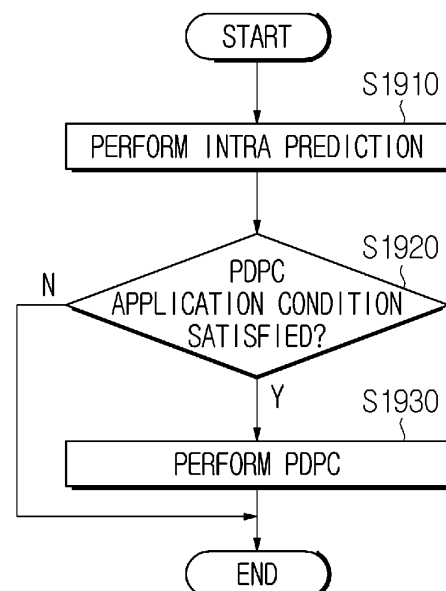 START
S1910
PERFORM INTRA PREDICTION
S1920
N
PDPC
APPLICATION CONDITION
SATISFIED?
Y
S1930
PERFORM PDPC
END